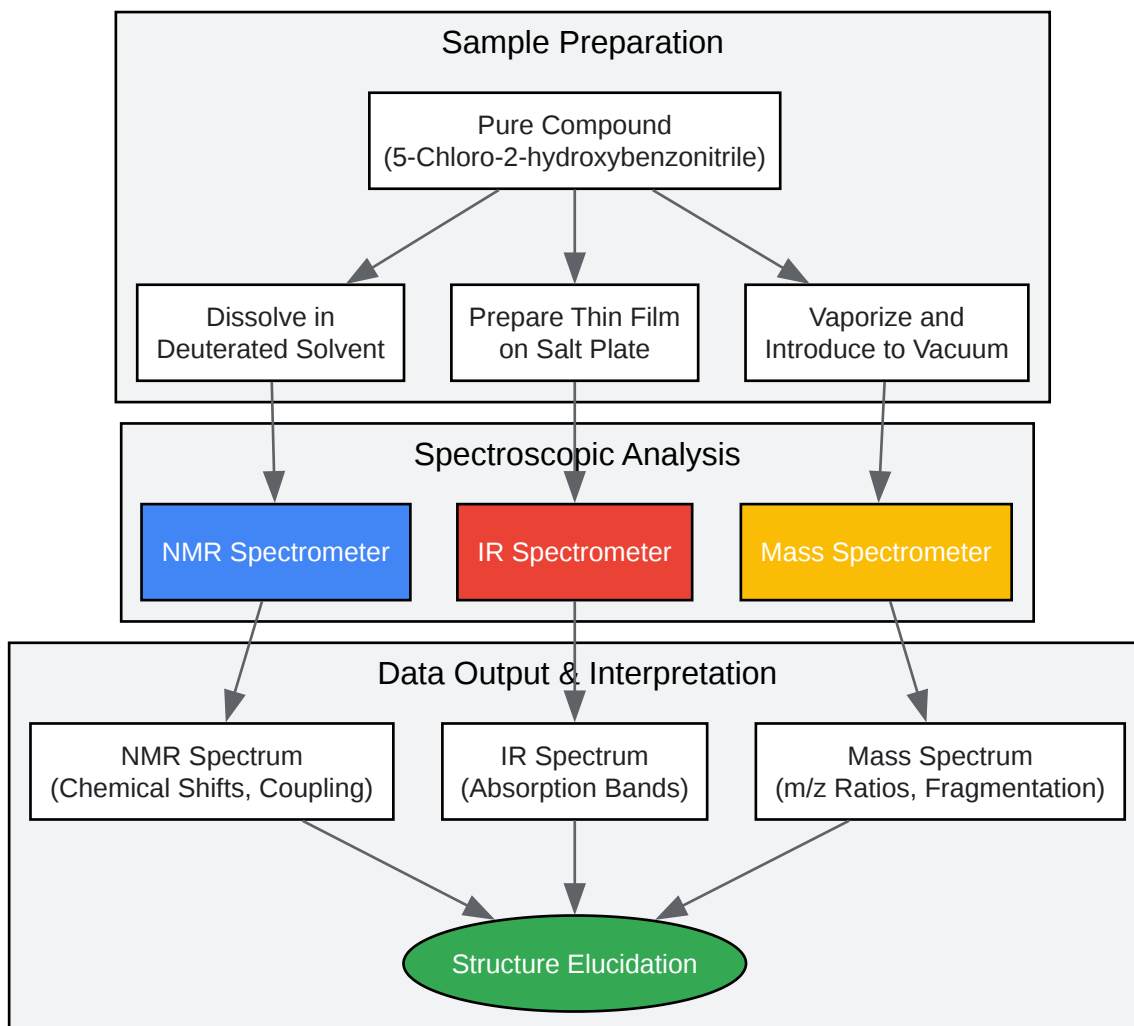 Sample Preparation
Pure Compound
(5-Chloro-2-hydroxybenzonitrile)
Dissolve in
Deuterated Solvent
Prepare Thin Film
on Salt Plate
Vaporize and
Introduce to Vacuum
Spectroscopic Analysis
NMR Spectrometer
IR Spectrometer
Mass Spectrometer
Data Output & Interpretation
NMR Spectrum
(Chemical Shifts, Coupling)
IR Spectrum
(Absorption Bands)
Mass Spectrum
(m/z Ratios, Fragmentation)
Structure Elucidation